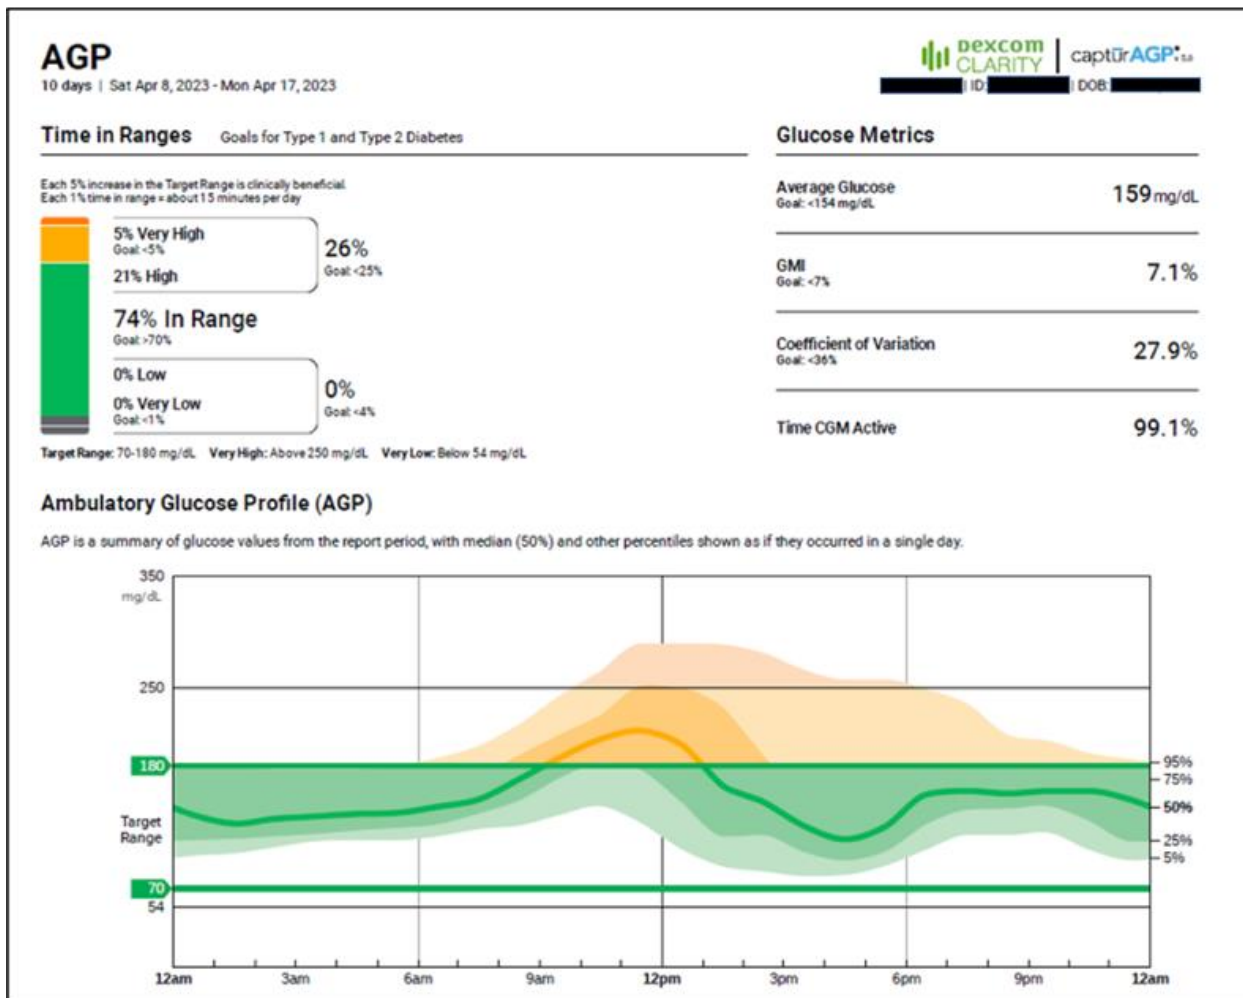 AGP
10 days | Sat Apr 8, 2023 - Mon Apr 17, 2023
Dexcom
CLARITY
captūrAGP
| ID:
| DOB:
Time in Ranges
Goals for Type 1 and Type 2 Diabetes
Each 5% increase in the Target Range is clinically beneficial.
Each 1% time in range = about 15 minutes per day
5% Very High
Goal: <5%
21% High
26%
Goal: <25%
74% In Range
Goal: >70%
0% Low
0% Very Low
Goal: <1%
0%
Goal: <4%
Target Range: 70-180 mg/dL Very High: Above 250 mg/dL Very Low: Below 54 mg/dL
Glucose Metrics
Average Glucose
Goal: <154 mg/dL
159 mg/dL
GMI
Goal: <7%
7.1%
Coefficient of Variation
Goal: <36%
27.9%
Time CGM Active
99.1%
Ambulatory Glucose Profile (AGP)
AGP is a summary of glucose values from the report period, with median (50%) and other percentiles shown as if they occurred in a single day.
350
mg/dL
250
180
Target
Range
70
54
95%
75%
50%
25%
5%
12am 3am 6am 9am 12pm 3pm 6pm 9pm 12am